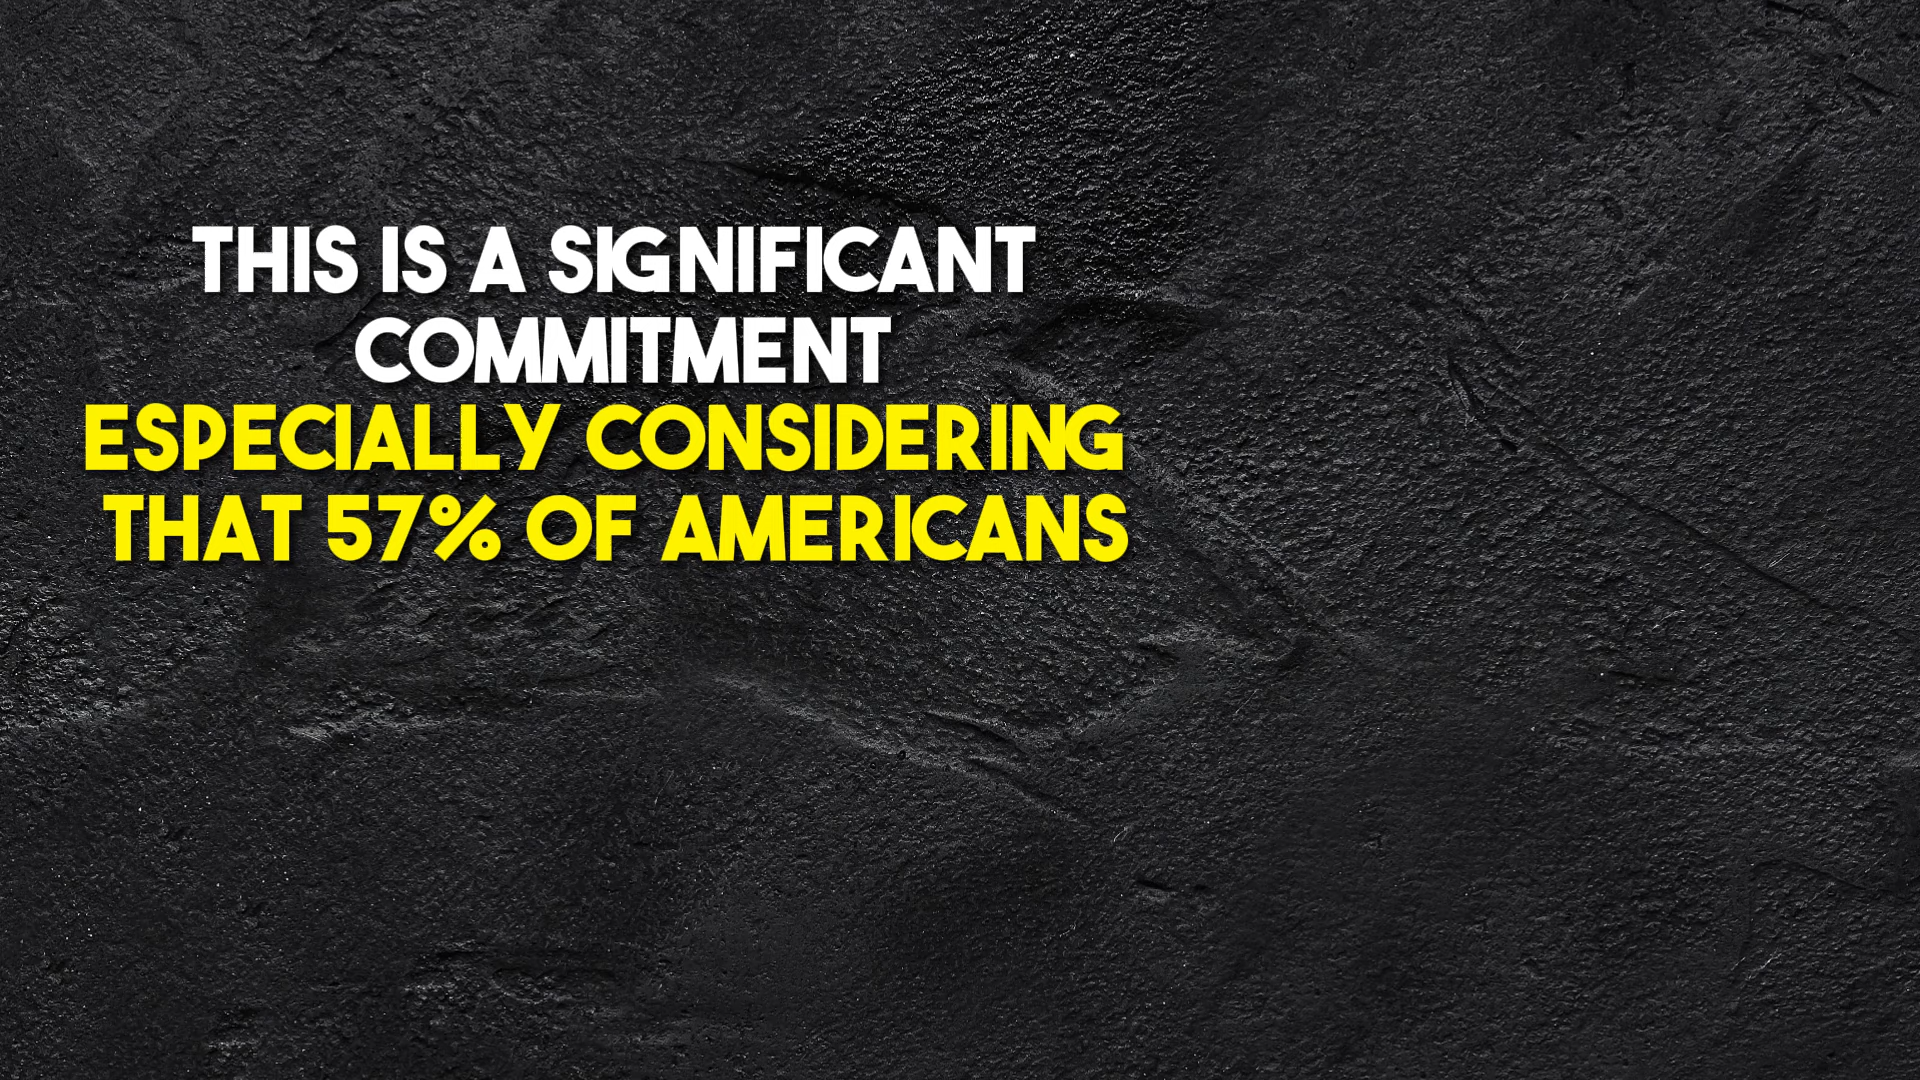 THIS IS A SIGNIFICANT
COMMITMENT
ESPECIALLY CONSIDERING
THAT 57% OF AMERICANS